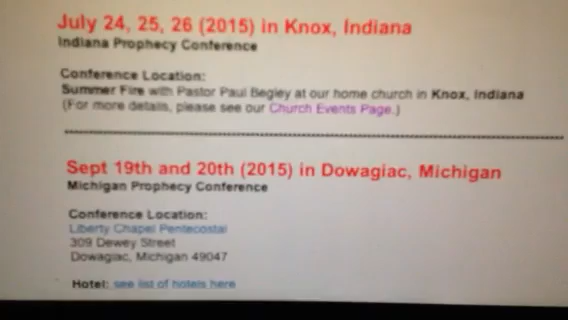 July 24, 25, 26 (2015) in Knox, Indiana
Indiana Prophecy Conference
Conference Location:
Summer Fire with Pastor Paul Begley at our home church in Knox, Indiana
(For more details, please see our Church Events Page.)
Sept 19th and 20th (2015) in Dowagiac, Michigan
Michigan Prophecy Conference
Conference Location:
Liberty Chapel Pentecostal
309 Dewey Street
Dowagiac, Michigan 49047
Hotel: see list of hotels here